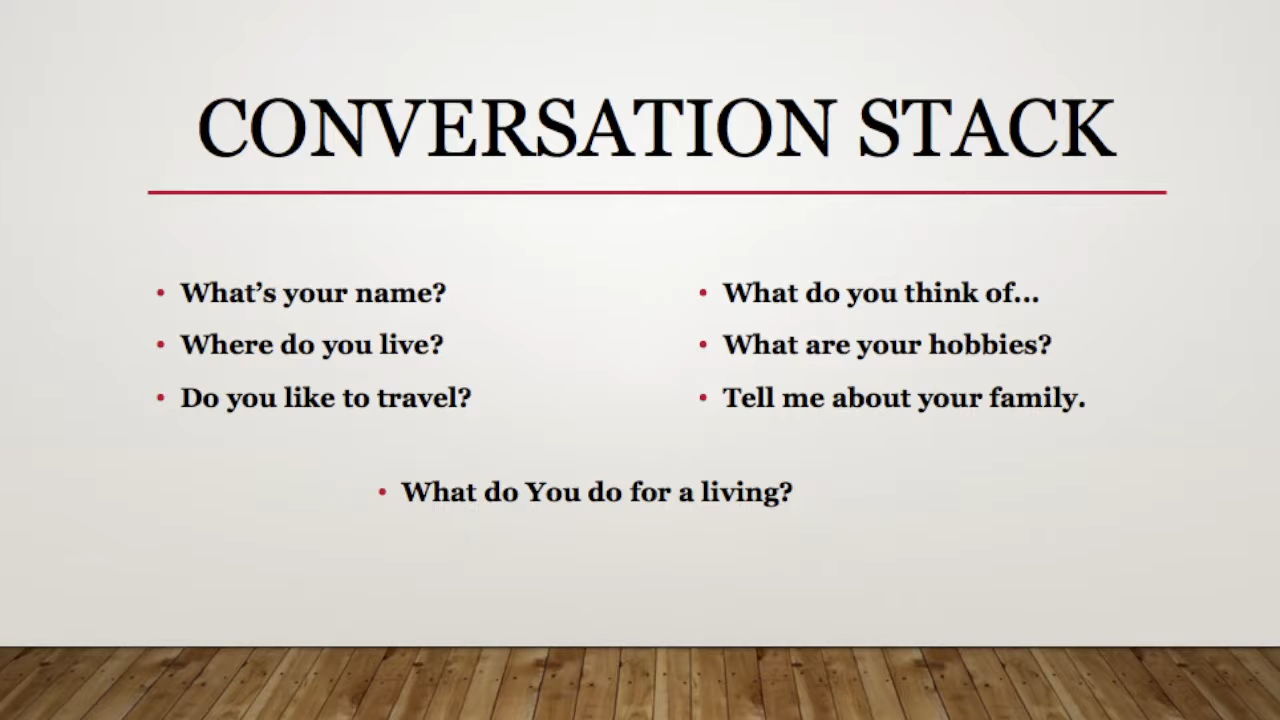 CONVERSATION STACK
What’s your name?
Where do you live?
Do you like to travel?
What do you think of...
What are your hobbies?
Tell me about your family.
What do You do for a living?